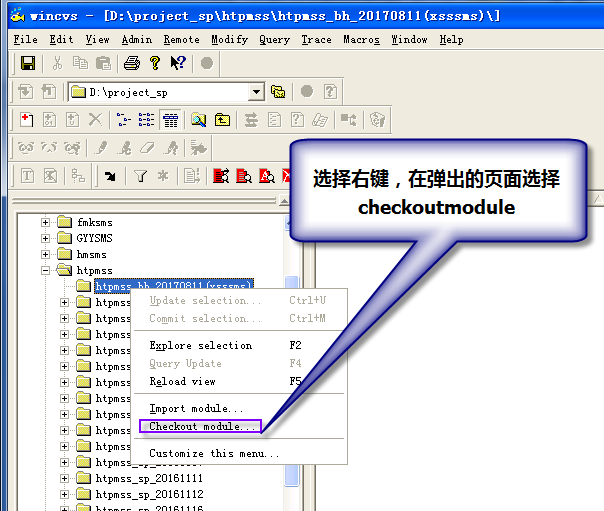 wincvs - [D:\project_sp\htpmss\htpmss_bh_20170811(xsssms)\]
File Edit View Admin Remote Modify Query Trace Macros Window Help
D:\project_sp
选择右键，在弹出的页面选择
checkoutmodule
fmksms
GYYSMS
hmsms
htpmss
htpmss_bh_20170811(xsssms)
Update selection... Ctrl+U
Commit selection... Ctrl+M
Explore selection F2
Query Update F4
Reload view F5
Import module...
Checkout module...
Customize this menu...
htpmss
htpmss
htpmss
htpmss
htpmss
htpmss
htpmss
htpmss
htpmss
htpmss
htpmss_sp_20161111
htpmss_sp_20161112
htpmss_sp_20161116